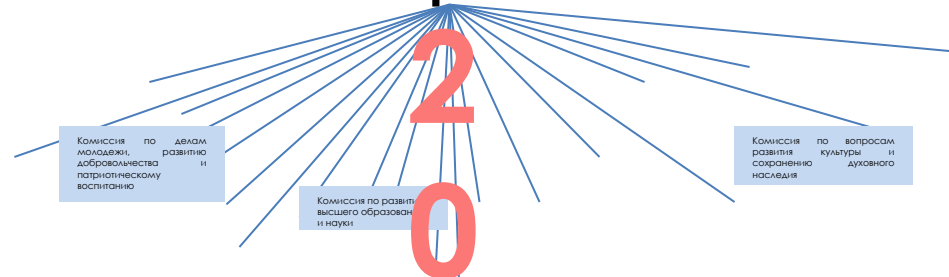 2
Комиссия по делам
молодежи, развитию
добровольчества и
патриотическому
воспитанию
Комиссия по вопросам
развития культуры и
сохранению духовного
наследия
Комиссия по развити
высшего образован
и науки
0